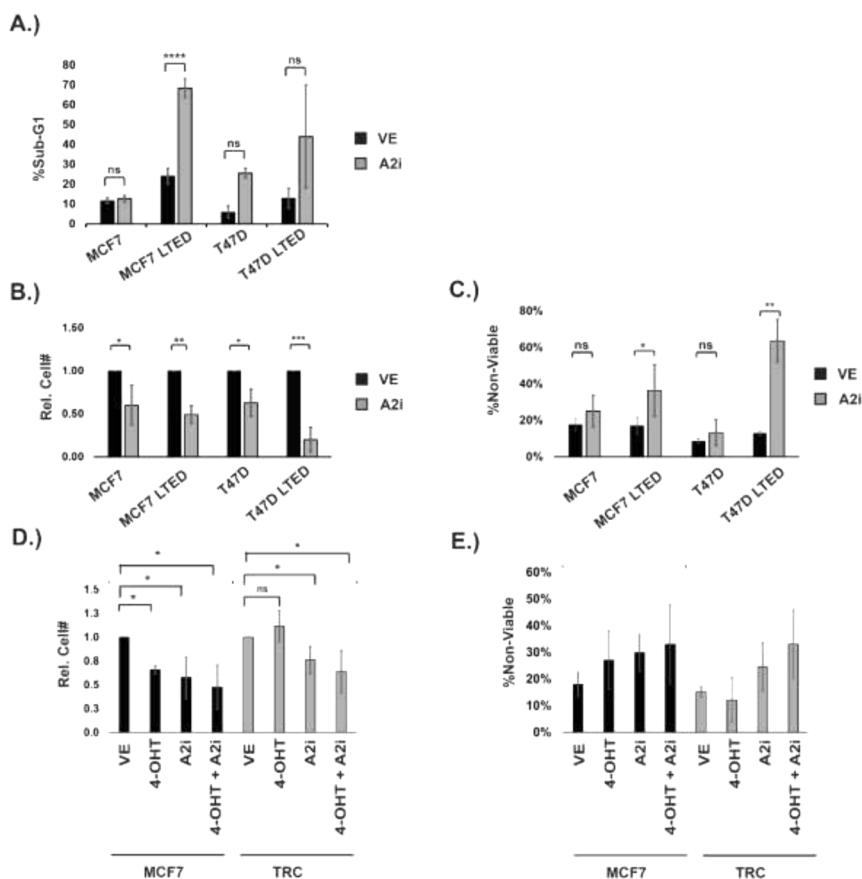 A.)
%Sub-G1
80
70
60
50
40
30
20
10
0
ns
****
ns
ns
VE
A2i
MCF7
MCF7 LTED
T47D
T47D LTED
B.)
Rel. Cell#
1.50
1.00
0.50
0.00
*
**
*
***
VE
A2i
MCF7
MCF7 LTED
T47D
T47D LTED
C.)
%Non-Viable
80%
60%
40%
20%
0%
ns
*
ns
**
VE
A2i
MCF7
MCF7 LTED
T47D
T47D LTED
D.)
Rel. Cell#
1.5
1.3
1.0
0.8
0.5
0.3
0.0
*
*
*
*
*
ns
VE
4-OHT
A2i
4-OHT + A2i
VE
4-OHT
A2i
4-OHT + A2i
MCF7
TRC
E.)
%Non-Viable
60%
50%
40%
30%
20%
10%
0%
VE
4-OHT
A2i
4-OHT + A2i
VE
4-OHT
A2i
4-OHT + A2i
MCF7
TRC